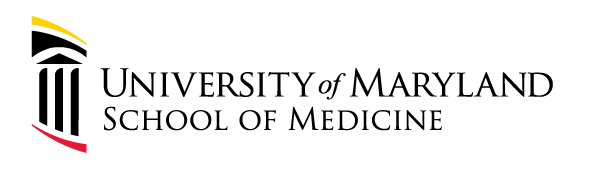 UNIVERSITY of MARYLAND
SCHOOL OF MEDICINE